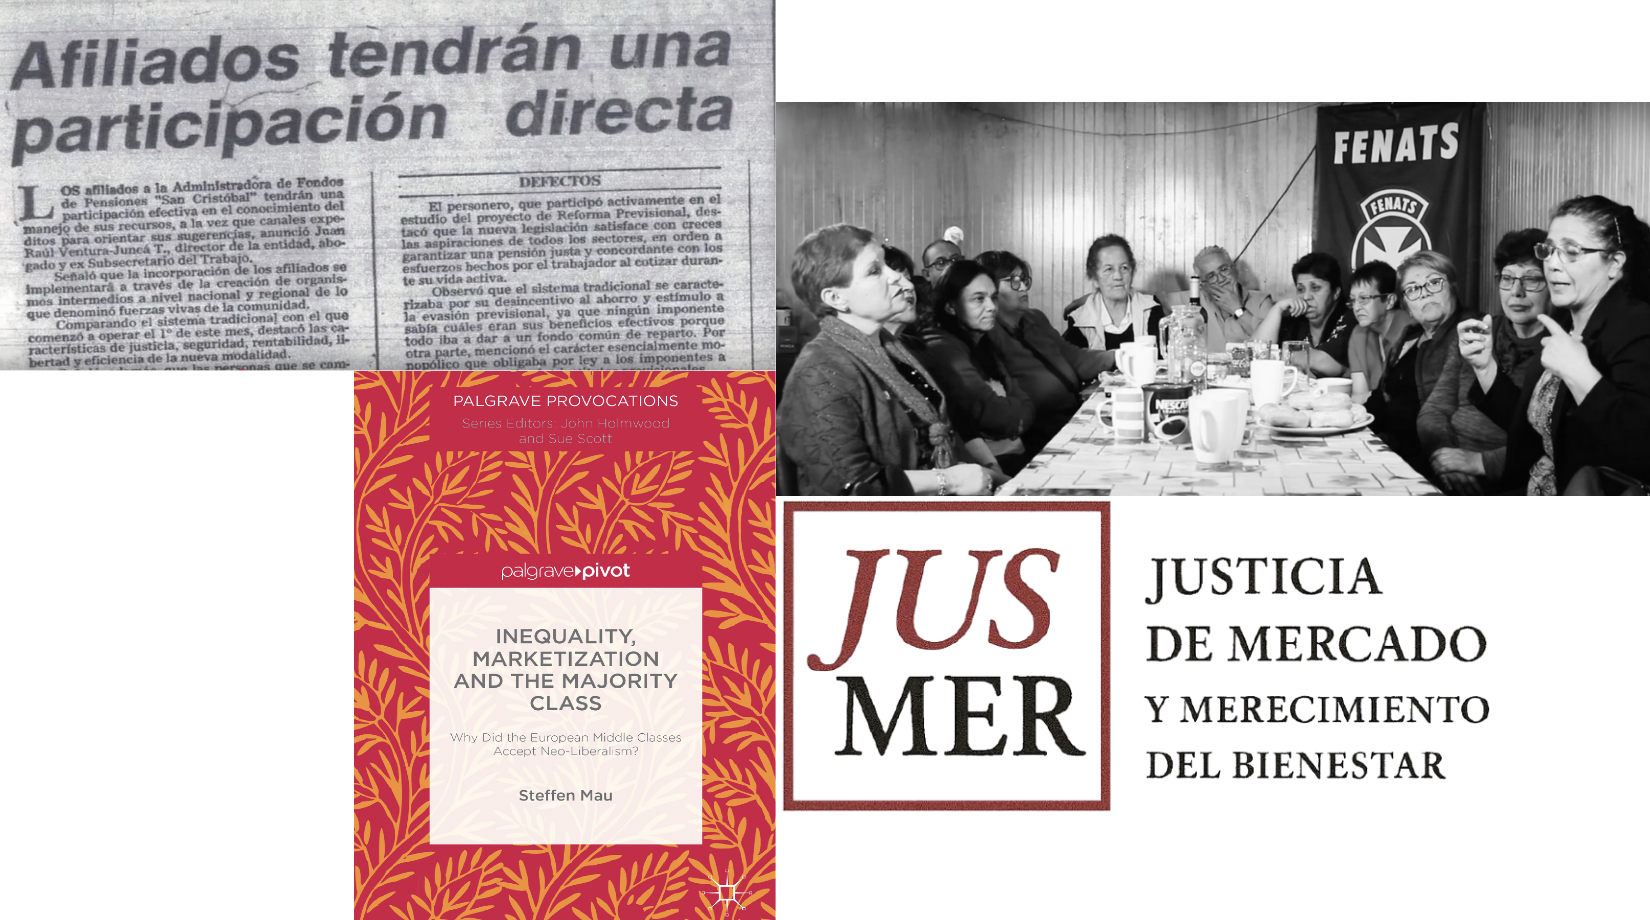 Afiliados tendrán una
participación directa
LOS afiliados a la Administradora de Fondos
de Pensiones "San Cristóbal" tendrán una
participación efectiva en el conocimiento del
manejo de sus recursos, a la vez que canales expe-
ditos para orientar sus sugerencias, anunció Juan
Raúl Ventura-Juncá T., director de la entidad, abo-
gado y ex Subsecretario del Trabajo.
Señaló que la incorporación de los afiliados se
implementará a través de la creación de organis-
mos intermedios a nivel nacional y regional de lo
que denominó fuerzas vivas de la comunidad.
Comparando el sistema tradicional con el que
comenzó a operar el 1º de este mes, destacó las ca-
racterísticas de justicia, seguridad, rentabilidad, li-
bertad y eficiencia de la nueva modalidad.
que las personas que se cam-
DEFECTOS
El personero, que participó activamente en el
estudio del proyecto de Reforma Previsional, des-
tacó que la nueva legislación satisface con creces
las aspiraciones de todos los sectores, en orden a
garantizar una pensión justa y concordante con los
esfuerzos hechos por el trabajador al cotizar duran-
te su vida activa.
Observó que el sistema tradicional se caracte-
rizaba por su desincentivo al ahorro y estímulo a
la evasión previsional, ya que ningún imponente
sabía cuáles eran sus beneficios efectivos porque
todo iba a dar a un fondo común de reparto. Por
otra parte, mencionó el carácter esencialmente mo-
nopólico que obligaba por ley a los imponentes a
FENATS
FENATS
NESCAFÉ
PALGRAVE PROVOCATIONS
Series Editors: John Holmwood
and Sue Scott
palgrave pivot
INEQUALITY,
MARKETIZATION
AND THE MAJORITY
CLASS
Why Did the European Middle Classes
Accept Neo-Liberalism?
Steffen Mau
JUS
MER
JUSTICIA
DE MERCADO
Y MERECIMIENTO
DEL BIENESTAR